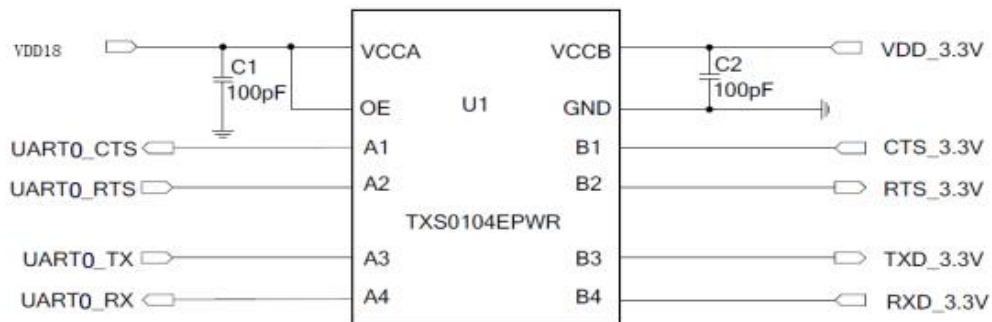 VDD18 VCCA VCCB VDD_3.3V
C1 C2
100pF 100pF
OE U1 GND
UART0_CTS A1 B1 CTS_3.3V
UART0_RTS A2 B2 RTS_3.3V
TXS0104EPWR
UART0_TX A3 B3 TXD_3.3V
UART0_RX A4 B4 RXD_3.3V